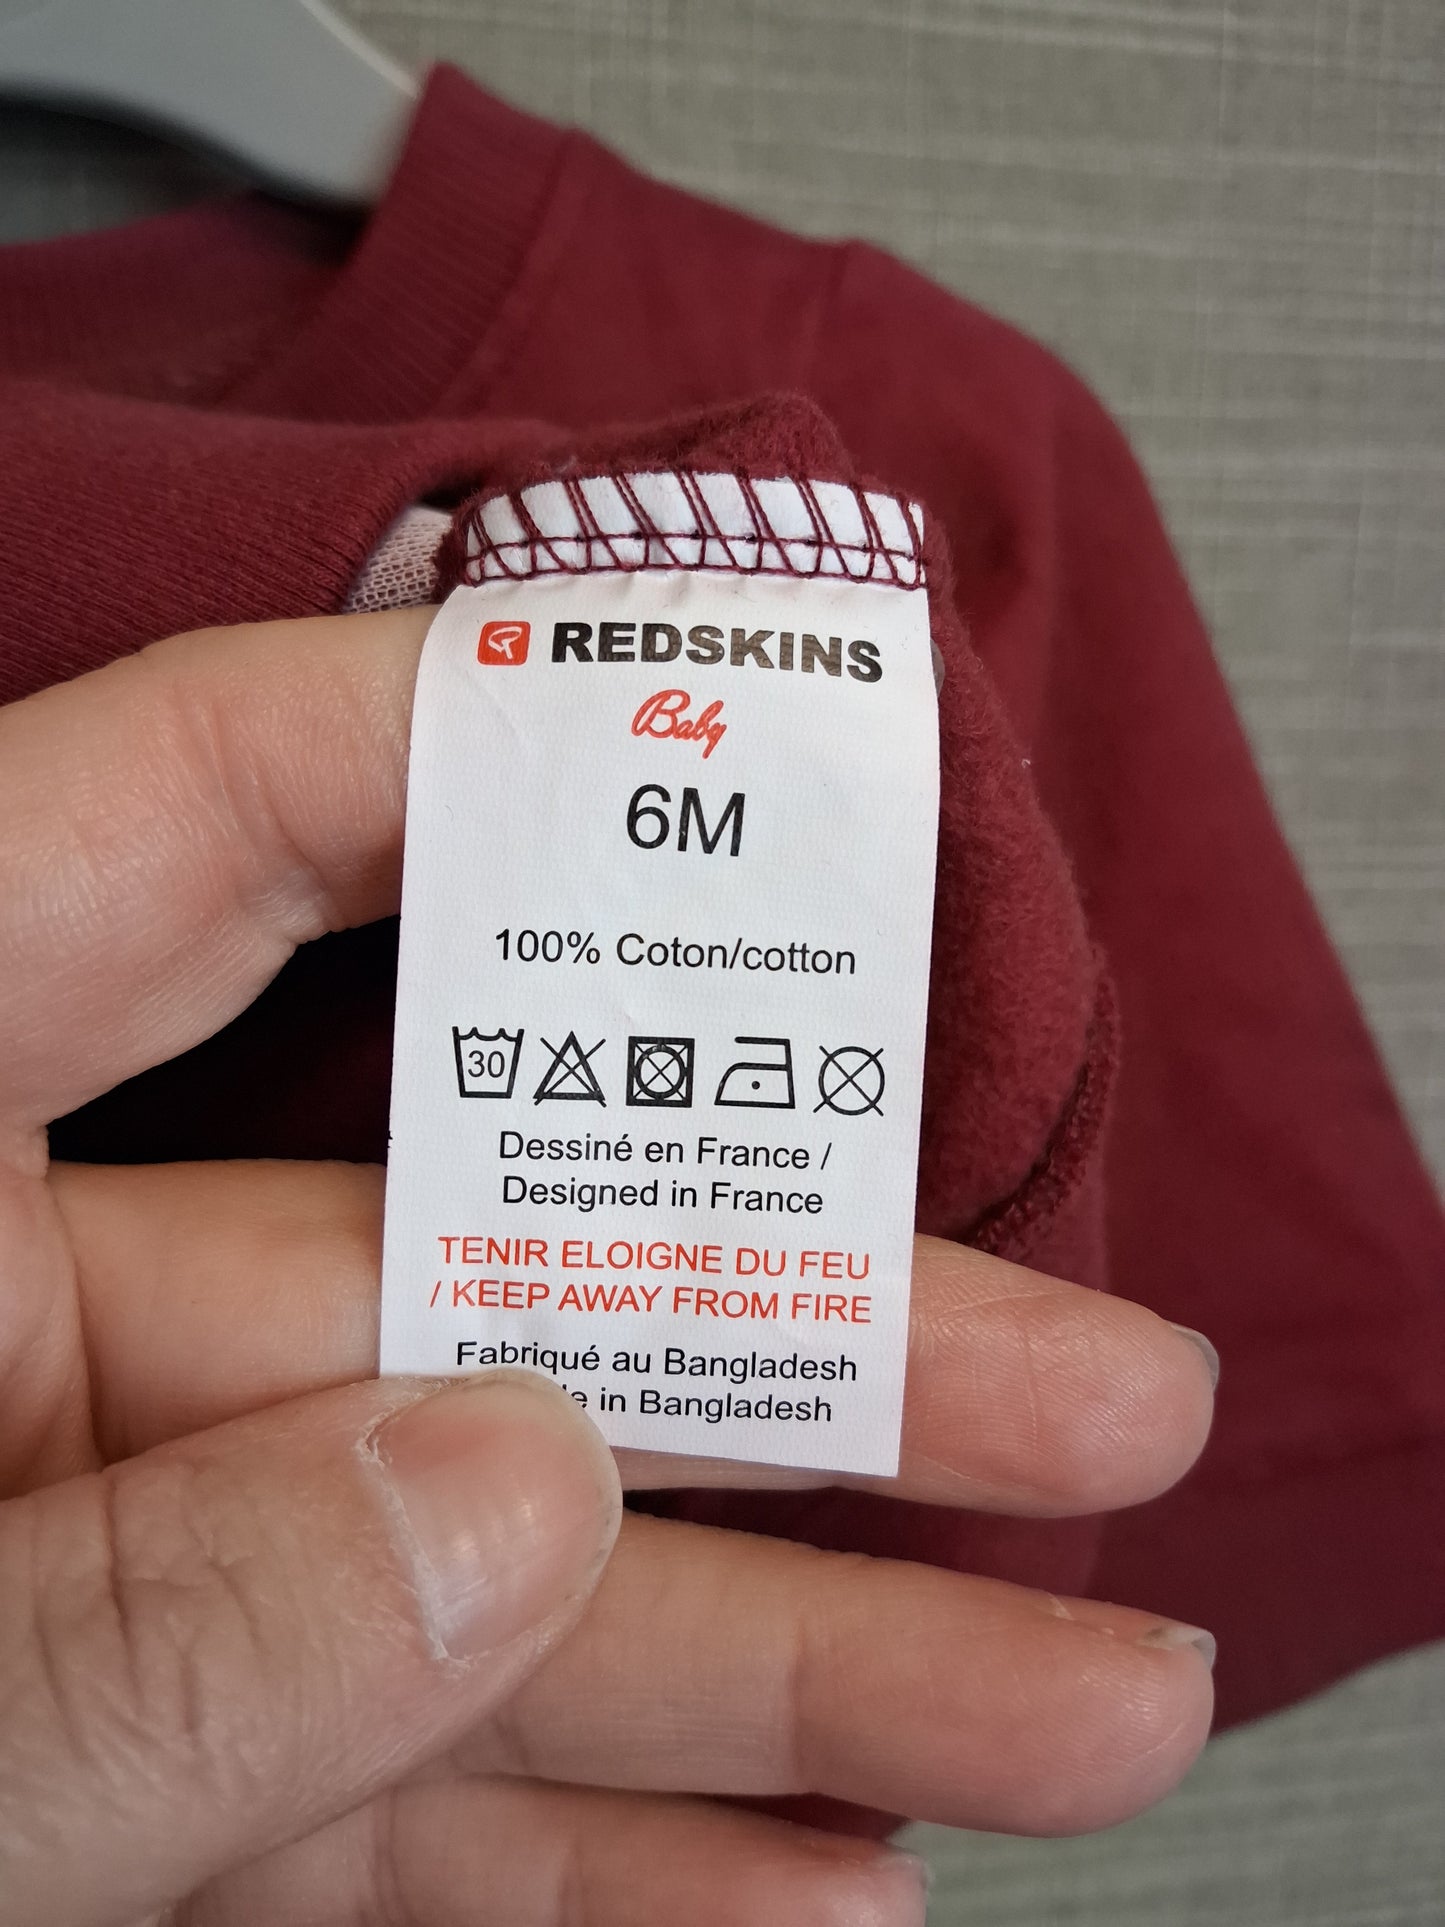 REDSKINS
Baby
6M
100% Coton/cotton
30
Dessiné en France /
Designed in France
TENIR ELOIGNE DU FEU
/ KEEP AWAY FROM FIRE
Fabriqué au Bangladesh
in Bangladesh